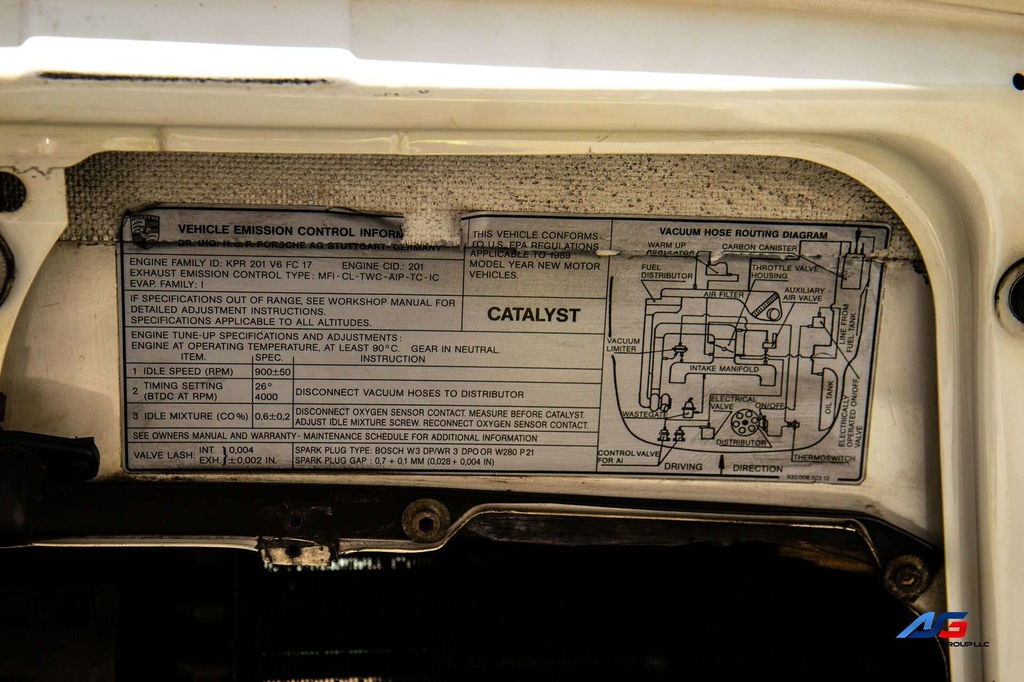 VEHICLE EMISSION CONTROL INFORM
DR. ING. H.c.F. PORSCHE AG STUTTGART-GERMANY
ENGINE FAMILY ID: KPR 201 V6 FC 17 ENGINE CID.: 201
EXHAUST EMISSION CONTROL TYPE: MFI-CL-TWC-AIP-TC-IC
EVAP. FAMILY: I
IF SPECIFICATIONS OUT OF RANGE, SEE WORKSHOP MANUAL FOR
DETAILED ADJUSTMENT INSTRUCTIONS.
SPECIFICATIONS APPLICABLE TO ALL ALTITUDES.
THIS VEHICLE CONFORMS
TO U.S. EPA REGULATIONS
APPLICABLE TO 1989
MODEL YEAR NEW MOTOR
VEHICLES.
CATALYST
ENGINE TUNE-UP SPECIFICATIONS AND ADJUSTMENTS:
ENGINE AT OPERATING TEMPERATURE, AT LEAST 90°C. GEAR IN NEUTRAL.
ITEM. SPEC. INSTRUCTION
1 IDLE SPEED (RPM) 900±50
2 TIMING SETTING (BTDC AT RPM) 26° 4000 DISCONNECT VACUUM HOSES TO DISTRIBUTOR
3 IDLE MIXTURE (CO%) 0,6±0,2 DISCONNECT OXYGEN SENSOR CONTACT. MEASURE BEFORE CATALYST.
ADJUST IDLE MIXTURE SCREW. RECONNECT OXYGEN SENSOR CONTACT.
SEE OWNERS MANUAL AND WARRANTY - MAINTENANCE SCHEDULE FOR ADDITIONAL INFORMATION
VALVE LASH: INT. } 0,004
EXH. } ±0,002 IN.
SPARK PLUG TYPE: BOSCH W3 DP/WR 3 DPO OR W280 P21
SPARK PLUG GAP : 0,7 + 0,1 MM (0,028 + 0,004 IN)
VACUUM HOSE ROUTING DIAGRAM
WARM UP
REGULATOR
CARBON CANISTER
FUEL
DISTRIBUTOR
THROTTLE VALVE
HOUSING
AIR FILTER
AUXILIARY
AIR VALVE
LINE FROM
FUEL TANK
VACUUM
LIMITER
INTAKE MANIFOLD
OIL TANK
ELECTRICALLY
OPERATED ON/OFF
VALVE
ELECTRICAL
VALVE ON/OFF
WASTEGATE
DISTRIBUTOR
CONTROL VALVE
FOR AI
THERMOSWITCH
DRIVING DIRECTION
930.006.503.12
AG
GROUP LLC